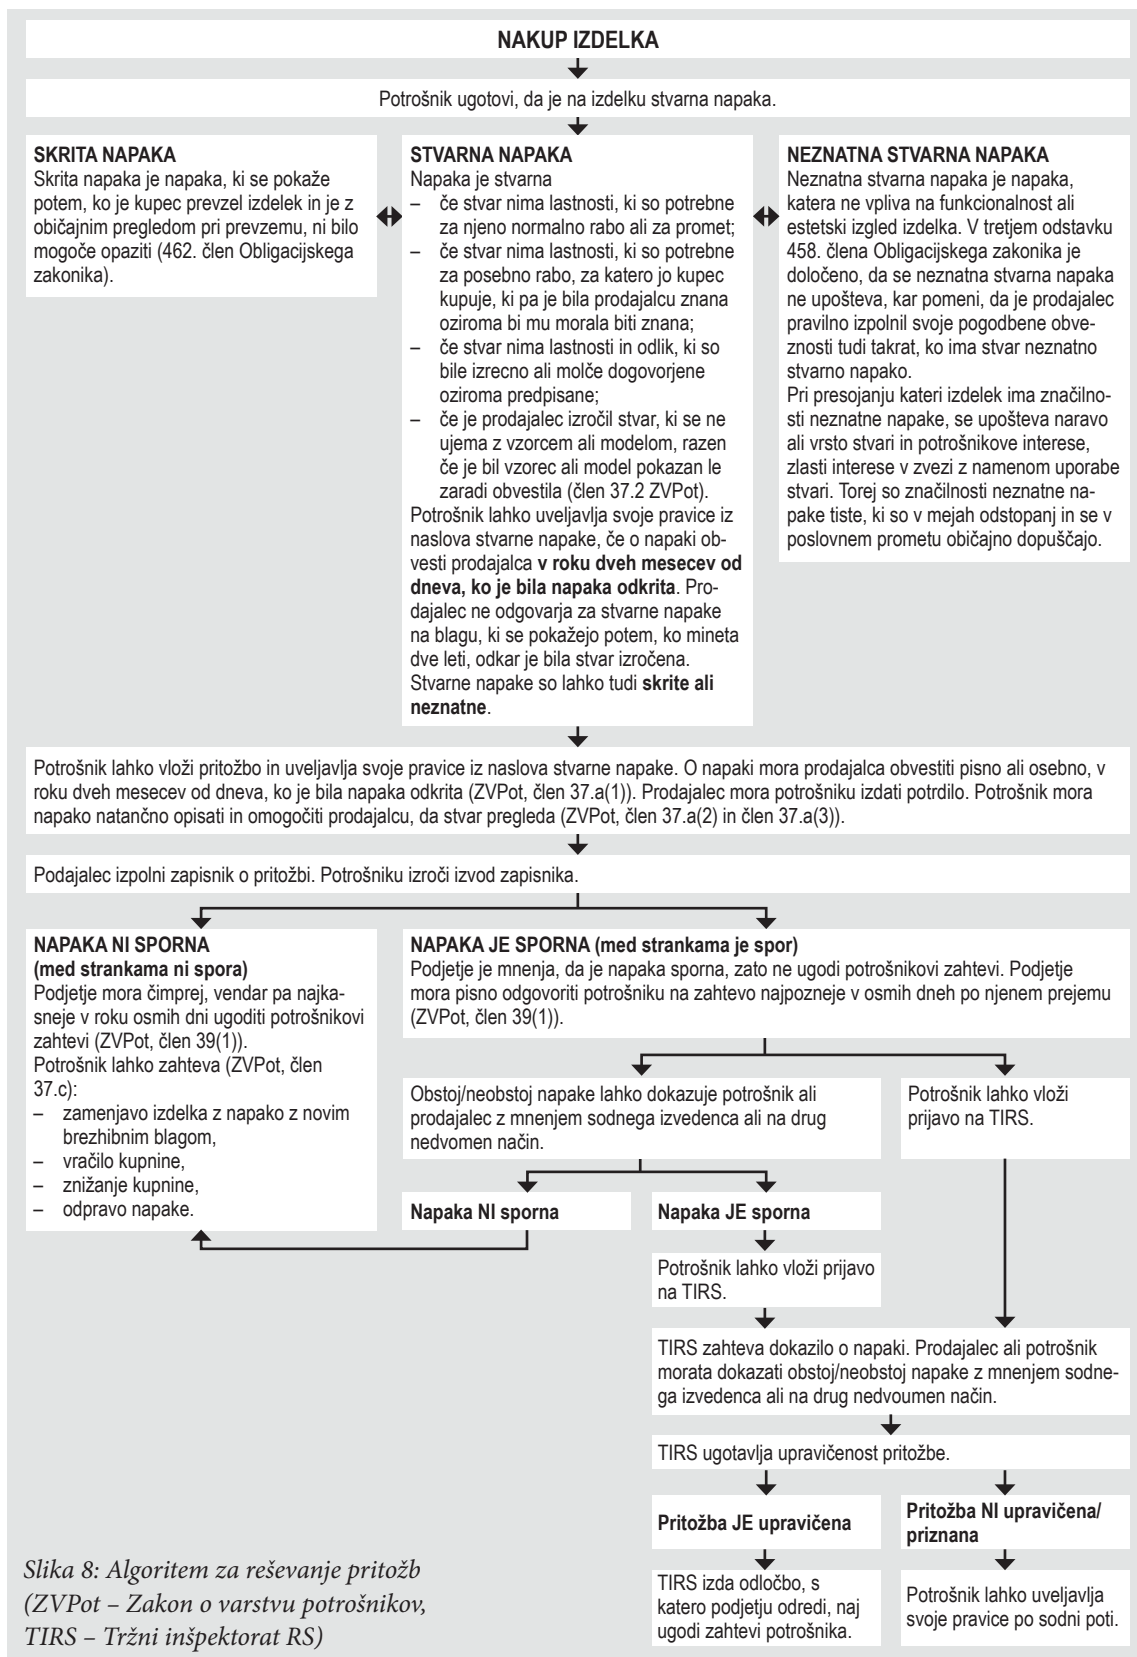 NAKUP IZDELKA
Potrošnik ugotovi, da je na izdelku stvarna napaka.
SKRITA NAPAKA
Skrita napaka je napaka, ki se pokaže
potem, ko je kupec prevzel izdelek in je z
običajnim pregledom pri prevzemu, ni bilo
mogoče opaziti (462. člen Obligacijskega
zakonika).
STVARNA NAPAKA
Napaka je stvarna
– če stvar nima lastnosti, ki so potrebne
za njeno normalno rabo ali za promet;
– če stvar nima lastnosti, ki so potrebne
za posebno rabo, za katero jo kupec
kupuje, ki pa je bila prodajalcu znana
oziroma bi mu morala biti znana;
– če stvar nima lastnosti in odlik, ki so
bile izrecno ali molče dogovorjene
oziroma predpisane;
– če je prodajalec izročil stvar, ki se ne
ujema z vzorcem ali modelom, razen
če je bil vzorec ali model pokazan le
zaradi obvestila (člen 37.2 ZVPot).
Potrošnik lahko uveljavlja svoje pravice iz
naslova stvarne napake, če o napaki ob-
vesti prodajalca v roku dveh mesecev od
dneva, ko je bila napaka odkrita. Pro-
dajalec ne odgovarja za stvarne napake
na blagu, ki se pokažejo potem, ko mineta
dve leti, odkar je bila stvar izročena.
Stvarne napake so lahko tudi skrite ali
neznatne.
NEZNATNA STVARNA NAPAKA
Neznatna stvarna napaka je napaka,
katera ne vpliva na funkcionalnost ali
estetski izgled izdelka. V tretjem odstavku
458. člena Obligacijskega zakonika je
določeno, da se neznatna stvarna napaka
ne upošteva, kar pomeni, da je prodajalec
pravilno izpolnil svoje pogodbene obve-
znosti tudi takrat, ko ima stvar neznatno
stvarno napako.
Pri presojanju kateri izdelek ima značilno-
sti neznatne napake, se upošteva naravo
ali vrsto stvari in potrošnikove interese,
zlasti interese v zvezi z namenom uporabe
stvari. Torej so značilnosti neznatne na-
pake tiste, ki so v mejah odstopanj in se v
poslovnem prometu običajno dopuščajo.
Potrošnik lahko vloži pritožbo in uveljavlja svoje pravice iz naslova stvarne napake. O napaki mora prodajalca obvestiti pisno ali osebno, v
roku dveh mesecev od dneva, ko je bila napaka odkrita (ZVPot, člen 37.a(1)). Prodajalec mora potrošniku izdati potrdilo. Potrošnik mora
napako natančno opisati in omogočiti prodajalcu, da stvar pregleda (ZVPot, člen 37.a(2) in člen 37.a(3)).
Podajalec izpolni zapisnik o pritožbi. Potrošniku izroči izvod zapisnika.
NAPAKA NI SPORNA
(med strankama ni spora)
Podjetje mora čimprej, vendar pa najka-
sneje v roku osmih dni ugoditi potrošnikovi
zahtevi (ZVPot, člen 39(1)).
Potrošnik lahko zahteva (ZVPot, člen
37.c):
– zamenjavo izdelka z napako z novim
brezhibnim blagom,
– vračilo kupnine,
– znižanje kupnine,
– odpravo napake.
NAPAKA JE SPORNA (med strankama je spor)
Podjetje je mnenja, da je napaka sporna, zato ne ugodi potrošnikovi zahtevi. Podjetje
mora pisno odgovoriti potrošniku na zahtevo najpozneje v osmih dneh po njenem prejemu
(ZVPot, člen 39(1)).
Obstoj/neobstoj napake lahko dokazuje potrošnik ali
prodajalec z mnenjem sodnega izvedenca ali na drug
nedvomen način.
Potrošnik lahko vloži
prijavo na TIRS.
Napaka NI sporna
Napaka JE sporna
Potrošnik lahko vloži prijavo
na TIRS.
TIRS zahteva dokazilo o napaki. Prodajalec ali potrošnik
morata dokazati obstoj/neobstoj napake z mnenjem sodne-
ga izvedenca ali na drug nedvoumen način.
TIRS ugotavlja upravičenost pritožbe.
Pritožba JE upravičena
Pritožba NI upravičena/
priznana
TIRS izda odločbo, s
katero podjetju odredi, naj
ugodi zahtevi potrošnika.
Potrošnik lahko uveljavlja
svoje pravice po sodni poti.
Slika 8: Algoritem za reševanje pritožb
(ZVPot – Zakon o varstvu potrošnikov,
TIRS – Tržni inšpektorat RS)